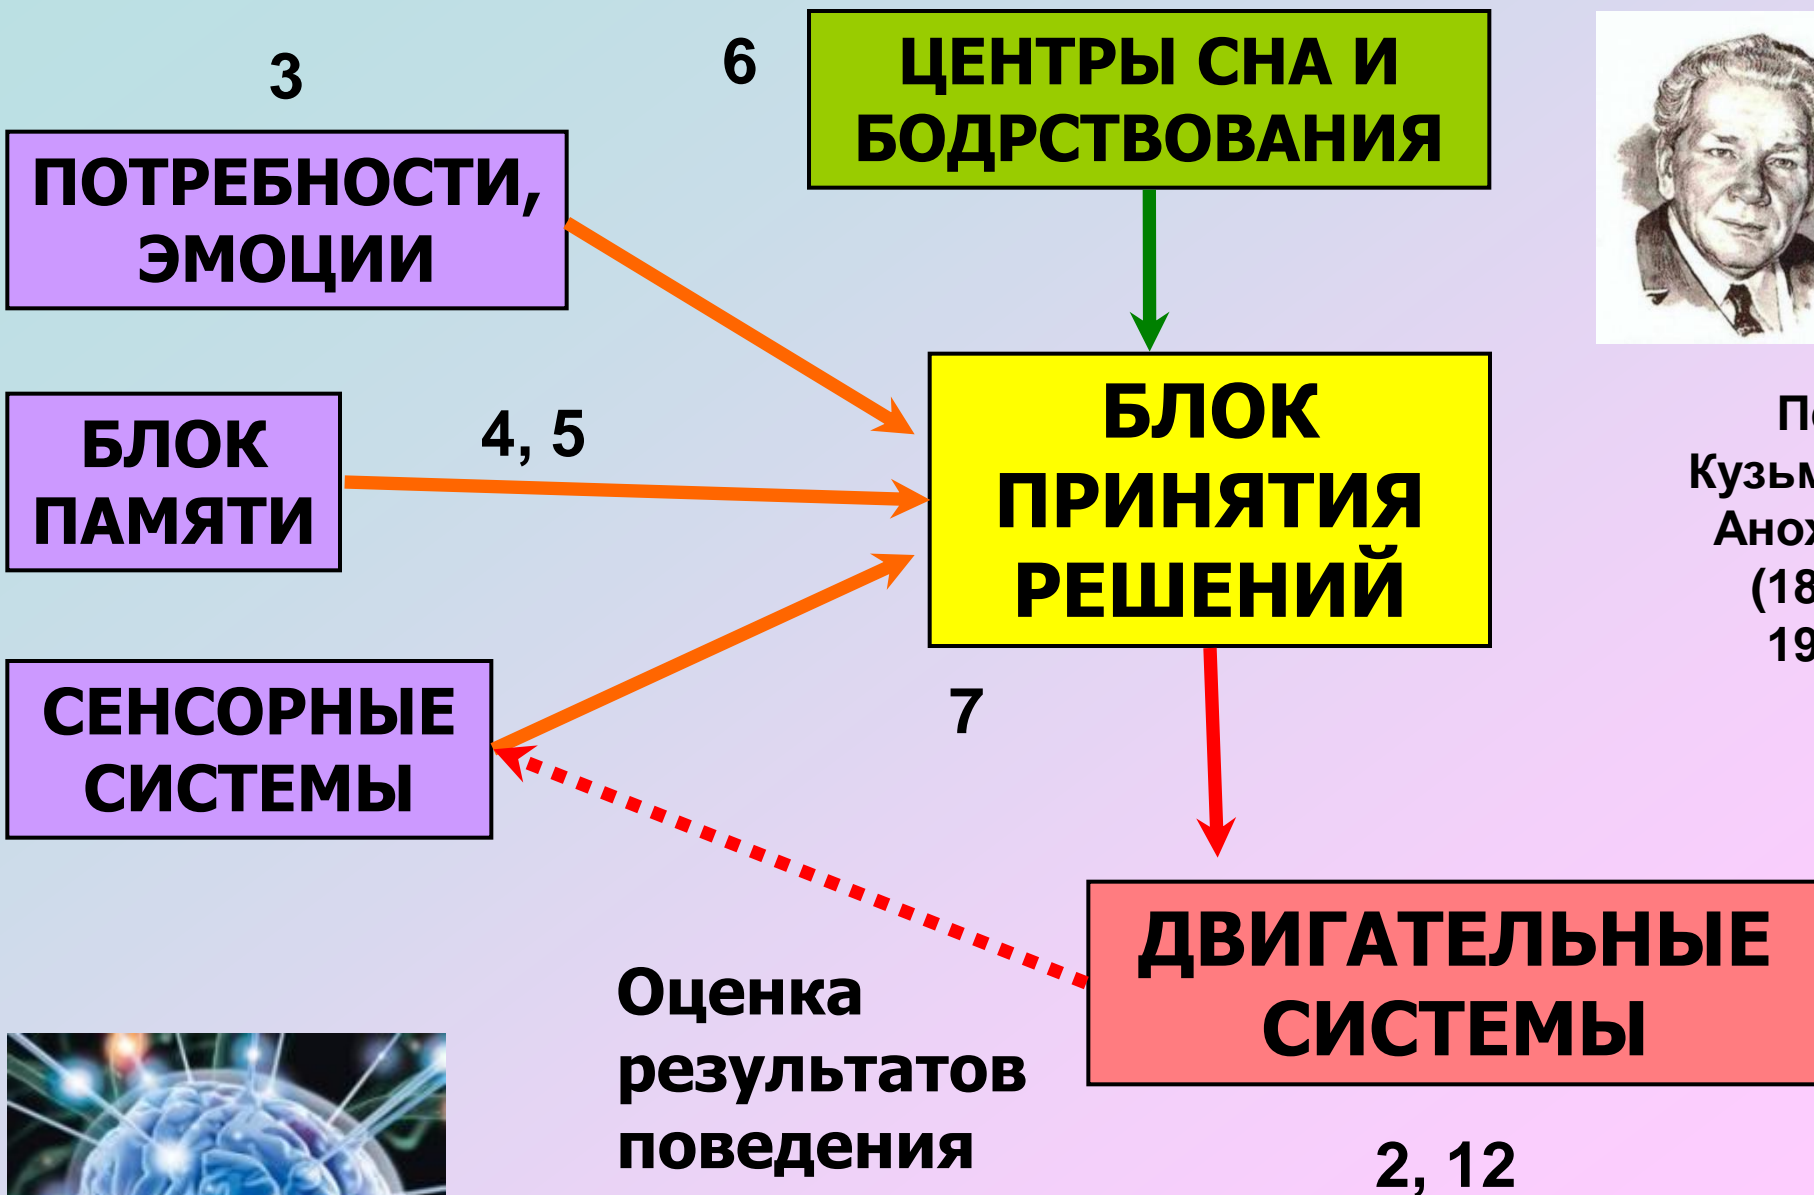 3
6
ЦЕНТРЫ СНА И
БОДРСТВОВАНИЯ
ПОТРЕБНОСТИ,
ЭМОЦИИ
БЛОК
ПАМЯТИ
4, 5
БЛОК
ПРИНЯТИЯ
РЕШЕНИЙ
СЕНСОРНЫЕ
СИСТЕМЫ
7
ДВИГАТЕЛЬНЫЕ
СИСТЕМЫ
Оценка
результатов
поведения
2, 12